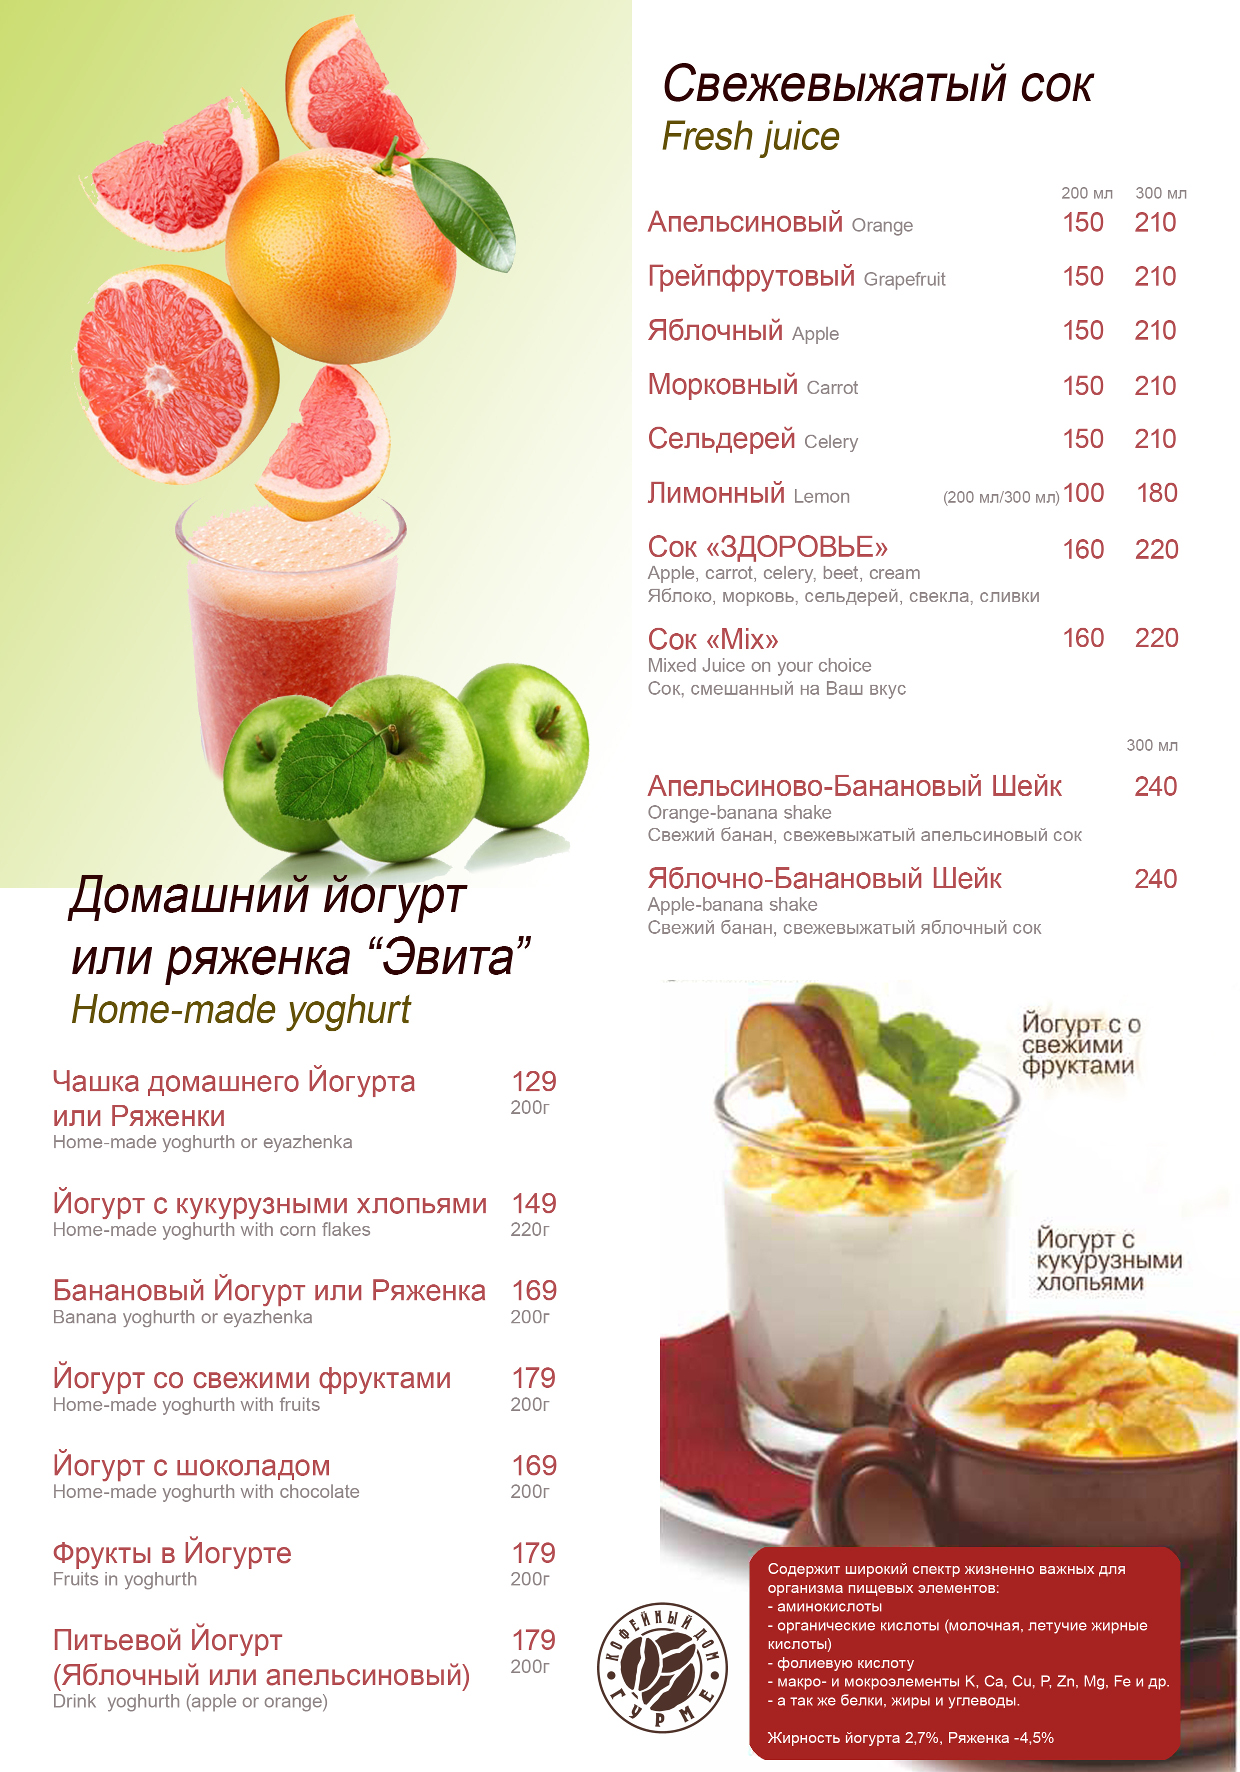 Свежевыжатый сок
Fresh juice
200 мл 300 мл
Апельсиновый Orange 150 210
Грейпфрутовый Grapefruit 150 210
Яблочный Apple 150 210
Морковный Carrot 150 210
Сельдерей Celery 150 210
Лимонный Lemon (200 мл/300 мл) 100 180
Сок «ЗДОРОВЬЕ» 160 220
Apple, carrot, celery, beet, cream
Яблоко, морковь, сельдерей, свекла, сливки
Сок «Mix» 160 220
Mixed Juice on your choice
Сок, смешанный на Ваш вкус
300 мл
Апельсиново-Банановый Шейк 240
Orange-banana shake
Свежий банан, свежевыжатый апельсиновый сок
Яблочно-Банановый Шейк 240
Apple-banana shake
Свежий банан, свежевыжатый яблочный сок
Домашний йогурт
или ряженка “Эвита”
Home-made yoghurt
Чашка домашнего Йогурта 129
или Ряженки 200г
Home-made yoghurth or eyazhenka
Йогурт с кукурузными хлопьями 149
Home-made yoghurth with corn flakes 220г
Банановый Йогурт или Ряженка 169
Banana yoghurth or eyazhenka 200г
Йогурт со свежими фруктами 179
Home-made yoghurth with fruits 200г
Йогурт с шоколадом 169
Home-made yoghurth with chocolate 200г
Фрукты в Йогурте 179
Fruits in yoghurth 200г
Питьевой Йогурт 179
(Яблочный или апельсиновый) 200г
Drink yoghurth (apple or orange)
Йогурт с о
свежими
фруктами
Йогурт с
кукурузными
хлопьями
КОФЕЙНЫЙ ДОМ
ГУРМЕ
Содержит широкий спектр жизненно важных для
организма пищевых элементов:
- аминокислоты
- органические кислоты (молочная, летучие жирные
кислоты)
- фолиевую кислоту
- макро- и мокроэлементы K, Ca, Cu, P, Zn, Mg, Fe и др.
- а так же белки, жиры и углеводы.
Жирность йогурта 2,7%, Ряженка -4,5%